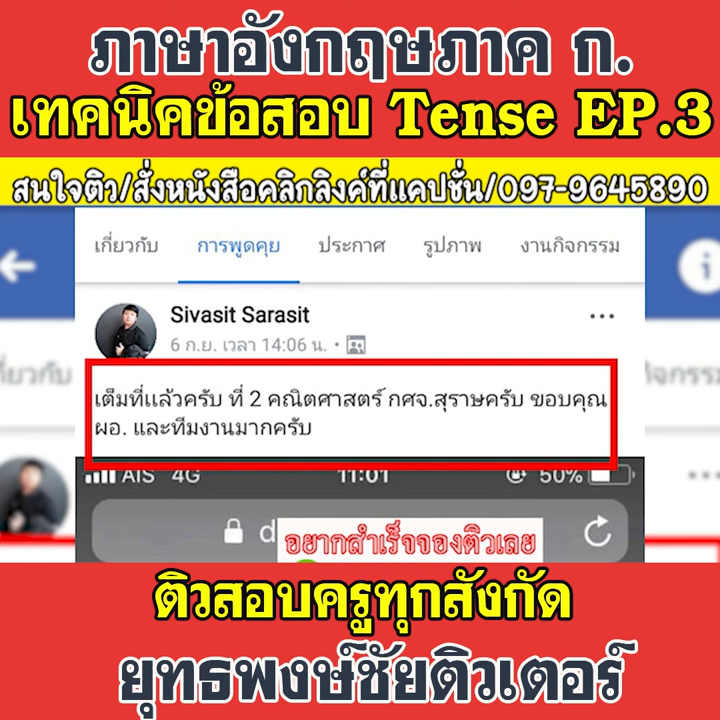 ภาษาอังกฤษภาค ก.
เทคนิคข้อสอบ Tense EP.3
สนใจติว/สั่งหนังสือคลิกลิงค์ที่แคปชั่น/097-9645890
เกี่ยวกับ การพูดคุย ประกาศ รูปภาพ งานกิจกรรม
Sivasit Sarasit
6 ก.ย. เวลา 14:06 น.
เต็มที่แล้วครับ ที่ 2 คณิตศาสตร์ กศจ.สุราษครับ ขอบคุณ
ผอ. และทีมงานมากครับ
AIS 4G 11:01 50%
d
อยากสำเร็จจองติวเลย
ติวสอบครูทุกสังกัด
ยุทธพงษ์ชัยติวเตอร์